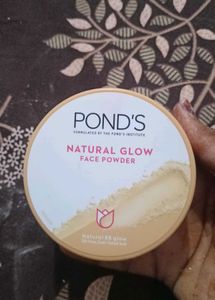 POND'S
FORMULATED BY THE POND'S INSTITUTE
NATURAL GLOW
FACE POWDER
Natural BB glow